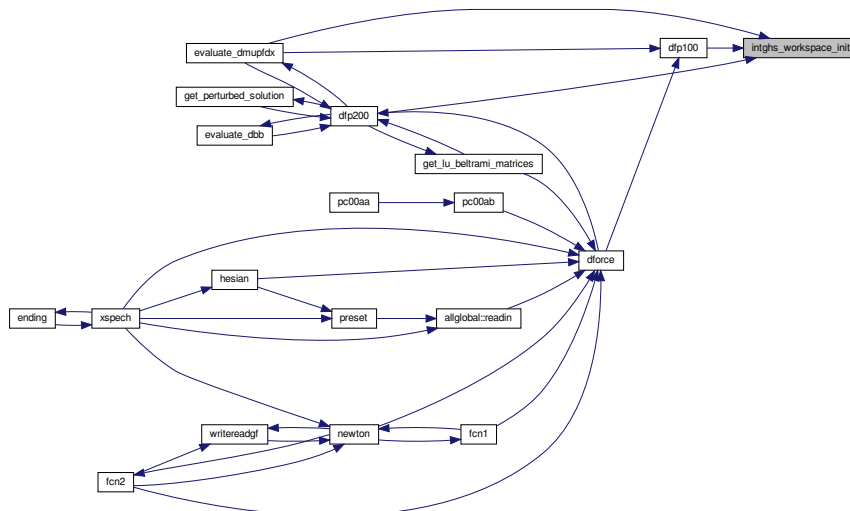 evaluate_dmupfdx
dfp100
intghs_workspace_init
get_perturbed_solution
dfp200
evaluate_dbb
get_lu_beltrami_matrices
pc00aa
pc00ab
dforce
hesian
ending
xspech
preset
allglobal::readin
writereadgf
newton
fcn1
fcn2